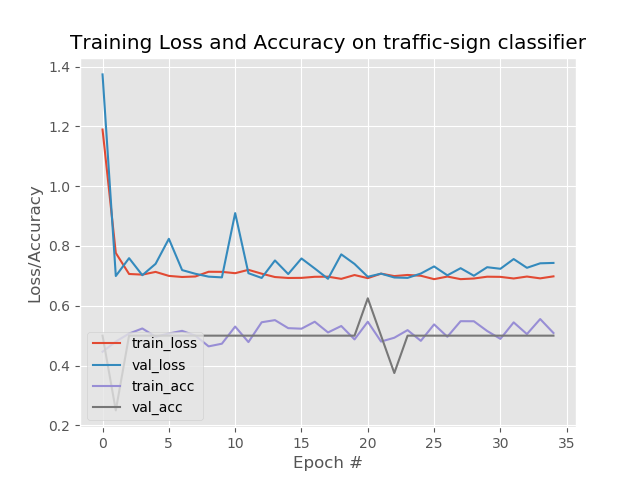 Training Loss and Accuracy on traffic-sign classifier
1.4
1.2
1.0
0.8
0.6
0.4
0.2
Loss/Accuracy
train_loss
val_loss
train_acc
val_acc
0 5 10 15 20 25 30 35
Epoch #